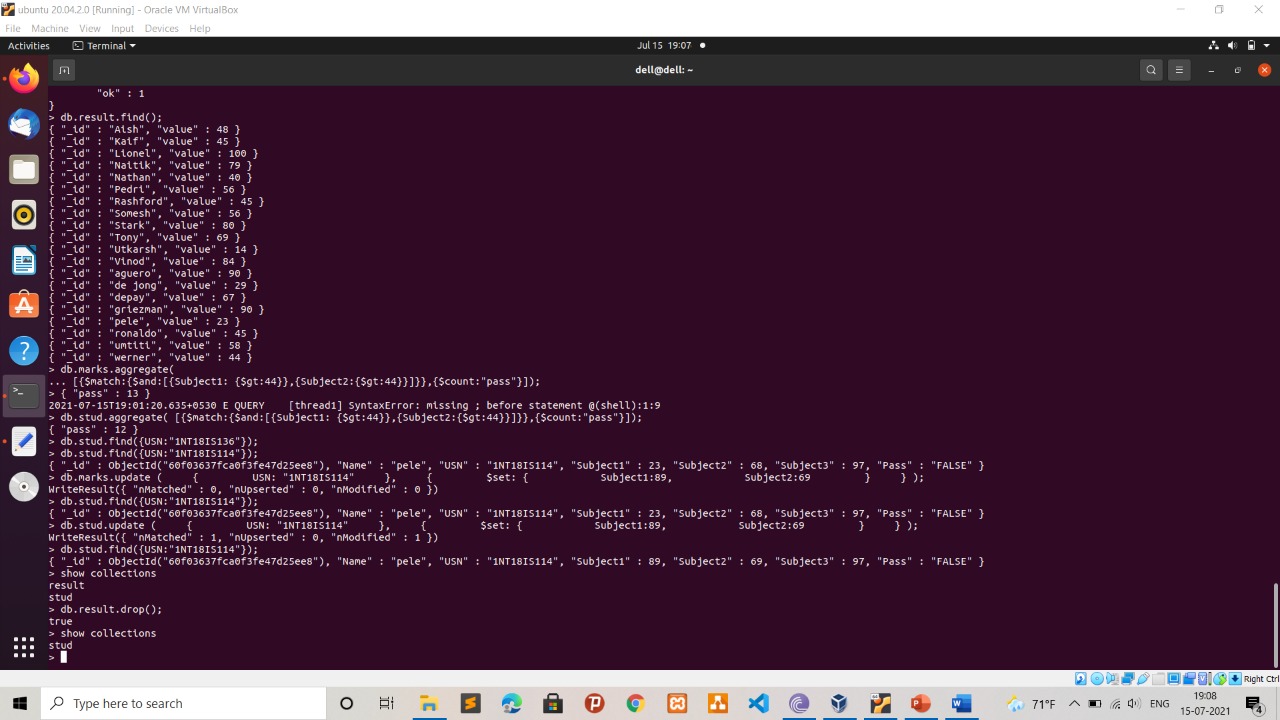 ubuntu 20.04.2.0 [Running] - Oracle VM VirtualBox
File Machine View Input Devices Help
Activities Terminal Jul 15 19:07
dell@dell: ~
"ok" : 1
}
> db.result.find();
{ "_id" : "Aish", "value" : 48 }
{ "_id" : "Kaif", "value" : 45 }
{ "_id" : "Lionel", "value" : 100 }
{ "_id" : "Naitik", "value" : 79 }
{ "_id" : "Nathan", "value" : 40 }
{ "_id" : "Pedri", "value" : 56 }
{ "_id" : "Rashford", "value" : 45 }
{ "_id" : "Somesh", "value" : 56 }
{ "_id" : "Stark", "value" : 80 }
{ "_id" : "Tony", "value" : 69 }
{ "_id" : "Utkarsh", "value" : 14 }
{ "_id" : "Vinod", "value" : 84 }
{ "_id" : "aguero", "value" : 90 }
{ "_id" : "de jong", "value" : 29 }
{ "_id" : "depay", "value" : 67 }
{ "_id" : "griezman", "value" : 90 }
{ "_id" : "pele", "value" : 23 }
{ "_id" : "ronaldo", "value" : 45 }
{ "_id" : "umtiti", "value" : 58 }
{ "_id" : "werner", "value" : 44 }
> db.marks.aggregate(
... [{$match:{$and:[{Subject1: {$gt:44}},{Subject2:{$gt:44}}]}},{$count:"pass"}]);
> { "pass" : 13 }
2021-07-15T19:01:20.635+0530 E QUERY [thread1] SyntaxError: missing ; before statement @(shell):1:9
> db.stud.aggregate( [{$match:{$and:[{Subject1: {$gt:44}},{Subject2:{$gt:44}}]}},{$count:"pass"}]);
{ "pass" : 12 }
> db.stud.find({USN:"1NT18IS136"});
> db.stud.find({USN:"1NT18IS114"});
{ "_id" : ObjectId("60f03637fca0f3fe47d25ee8"), "Name" : "pele", "USN" : "1NT18IS114", "Subject1" : 23, "Subject2" : 68, "Subject3" : 97, "Pass" : "FALSE" }
> db.marks.update ( { USN: "1NT18IS114" }, { $set: { Subject1:89, Subject2:69 } } );
WriteResult({ "nMatched" : 0, "nUpserted" : 0, "nModified" : 0 })
> db.stud.find({USN:"1NT18IS114"});
{ "_id" : ObjectId("60f03637fca0f3fe47d25ee8"), "Name" : "pele", "USN" : "1NT18IS114", "Subject1" : 23, "Subject2" : 68, "Subject3" : 97, "Pass" : "FALSE" }
> db.stud.update ( { USN: "1NT18IS114" }, { $set: { Subject1:89, Subject2:69 } } );
WriteResult({ "nMatched" : 1, "nUpserted" : 0, "nModified" : 1 })
> db.stud.find({USN:"1NT18IS114"});
{ "_id" : ObjectId("60f03637fca0f3fe47d25ee8"), "Name" : "pele", "USN" : "1NT18IS114", "Subject1" : 89, "Subject2" : 69, "Subject3" : 97, "Pass" : "FALSE" }
> show collections
result
stud
> db.result.drop();
true
> show collections
stud
>
Right Ctrl
Type here to search 71°F ENG 19:08
15-07-2021 4